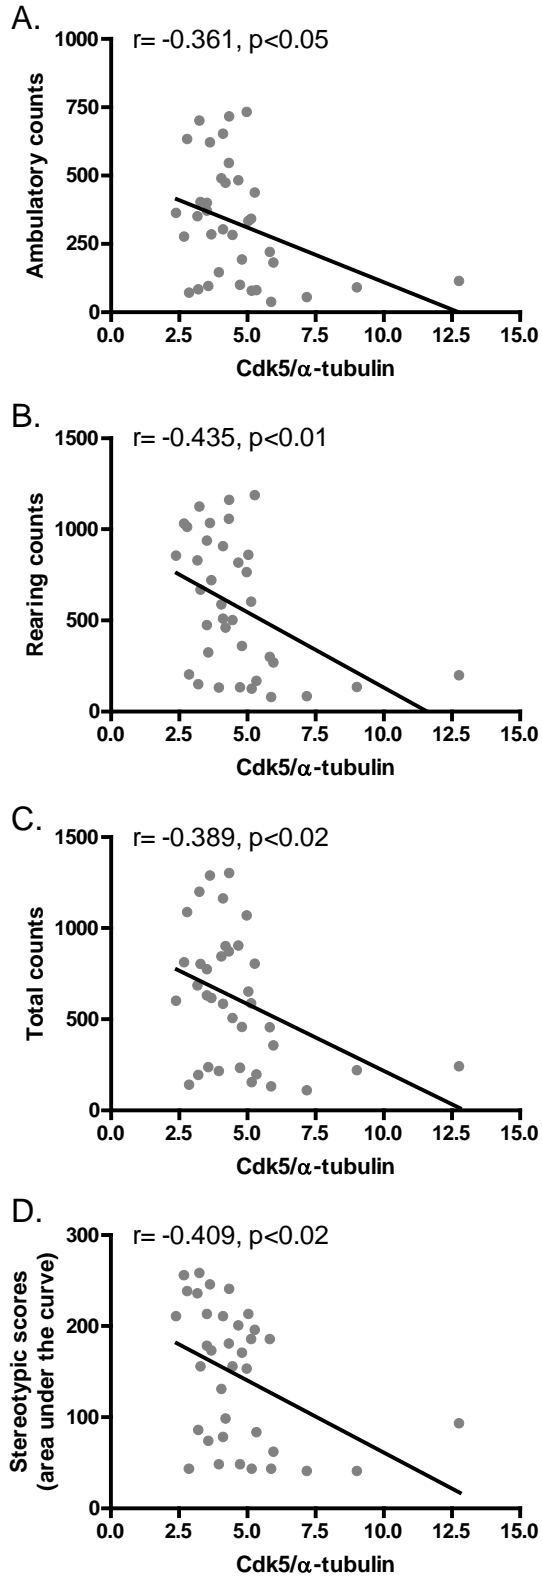 A.
r= -0.361, p<0.05
1000
750
500
250
0
Ambulatory counts
0.0 2.5 5.0 7.5 10.0 12.5 15.0
Cdk5/α-tubulin
B.
r= -0.435, p<0.01
1500
1000
500
0
Rearing counts
0.0 2.5 5.0 7.5 10.0 12.5 15.0
Cdk5/α-tubulin
C.
r= -0.389, p<0.02
1500
1000
500
0
Total counts
0.0 2.5 5.0 7.5 10.0 12.5 15.0
Cdk5/α-tubulin
D.
r= -0.409, p<0.02
300
200
100
0
Stereotypic scores
(area under the curve)
0.0 2.5 5.0 7.5 10.0 12.5 15.0
Cdk5/α-tubulin